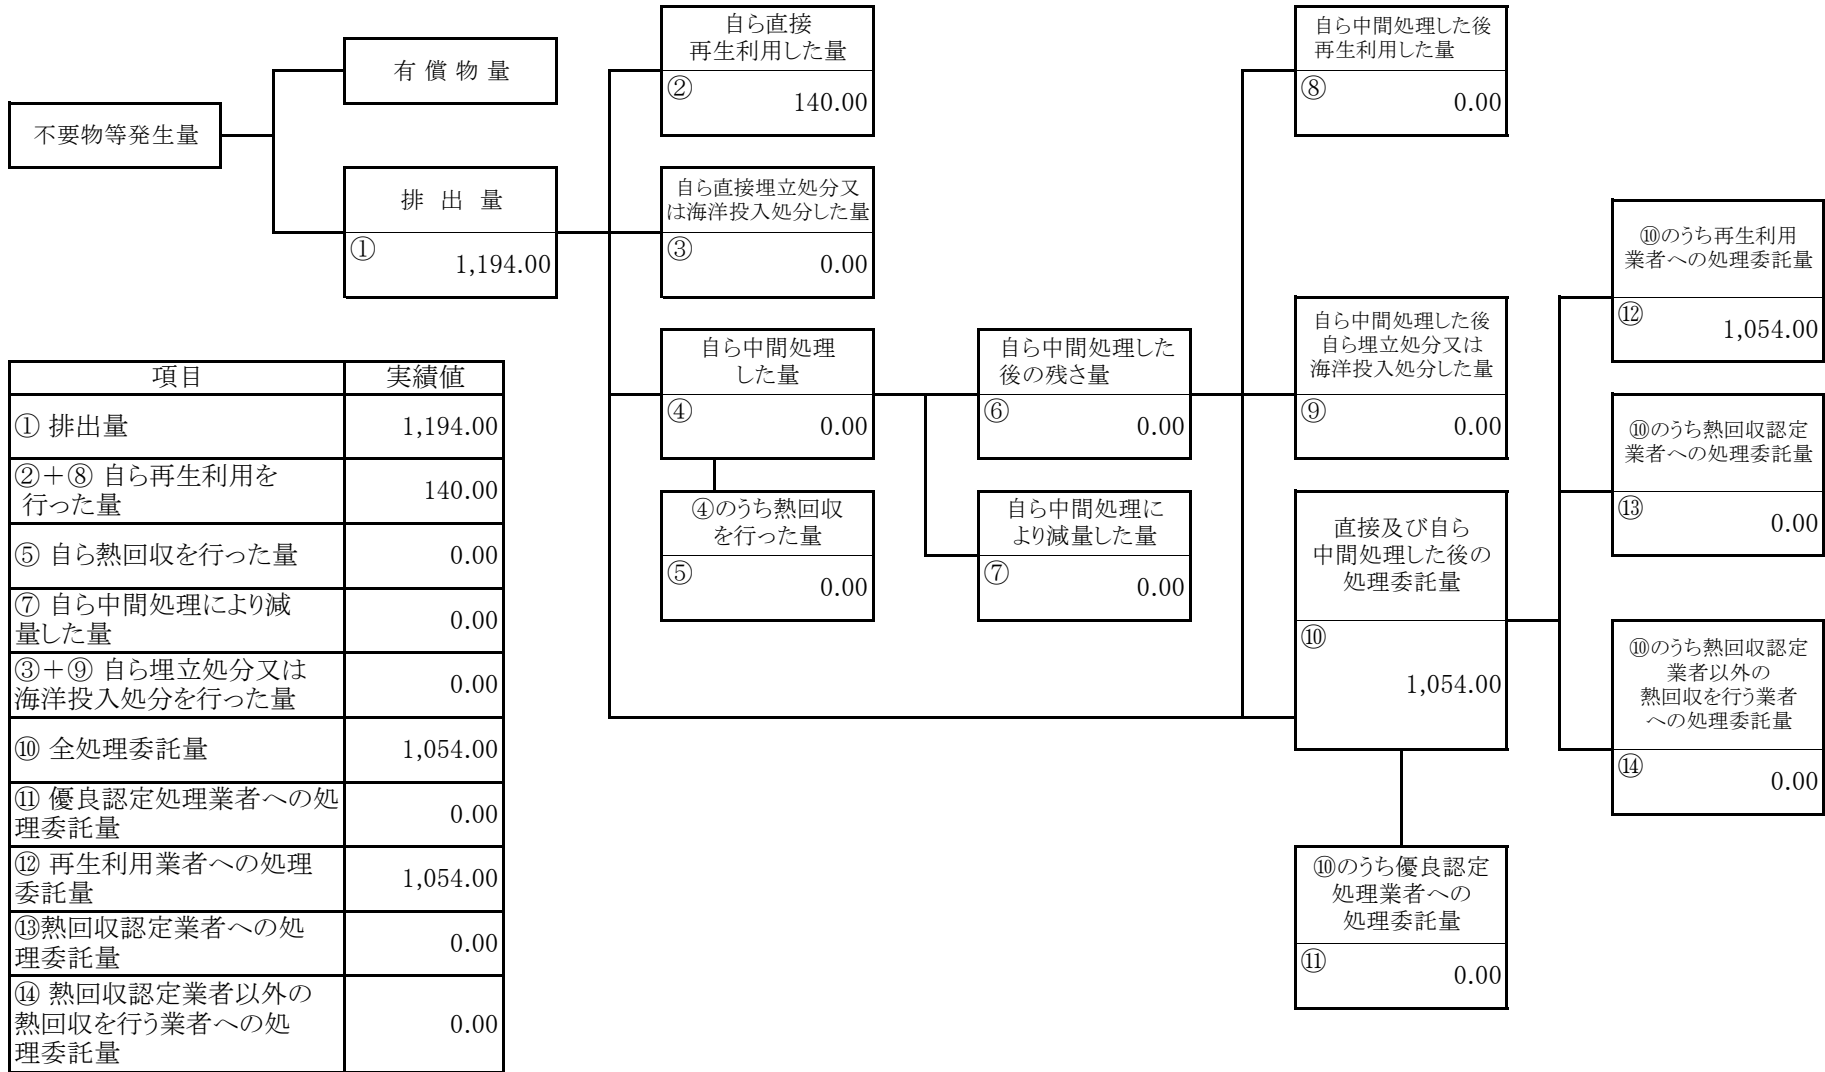 不要物等発生量
有 償 物 量
排 出 量
① 1,194.00
自ら直接
再生利用した量
② 140.00
自ら直接埋立処分又
は海洋投入処分した量
③ 0.00
自ら中間処理
した量
④ 0.00
④のうち熱回収
を行った量
⑤ 0.00
自ら中間処理した
後の残さ量
⑥ 0.00
自ら中間処理に
より減量した量
⑦ 0.00
自ら中間処理した後
再生利用した量
⑧ 0.00
自ら中間処理した後
自ら埋立処分又は
海洋投入処分した量
⑨ 0.00
直接及び自ら
中間処理した後の
処理委託量
⑩
1,054.00
⑩のうち優良認定
処理業者への
処理委託量
⑪ 0.00
⑩のうち再生利用
業者への処理委託量
⑫ 1,054.00
⑩のうち熱回収認定
業者への処理委託量
⑬ 0.00
⑩のうち熱回収認定
業者以外の
熱回収を行う業者
への処理委託量
⑭ 0.00
項目 実績値
① 排出量 1,194.00
②＋⑧ 自ら再生利用を
行った量 140.00
⑤ 自ら熱回収を行った量 0.00
⑦ 自ら中間処理により減
量した量 0.00
③＋⑨ 自ら埋立処分又は
海洋投入処分を行った量 0.00
⑩ 全処理委託量 1,054.00
⑪ 優良認定処理業者への処
理委託量 0.00
⑫ 再生利用業者への処理
委託量 1,054.00
⑬熱回収認定業者への処
理委託量 0.00
⑭ 熱回収認定業者以外の
熱回収を行う業者への処 0.00
理委託量